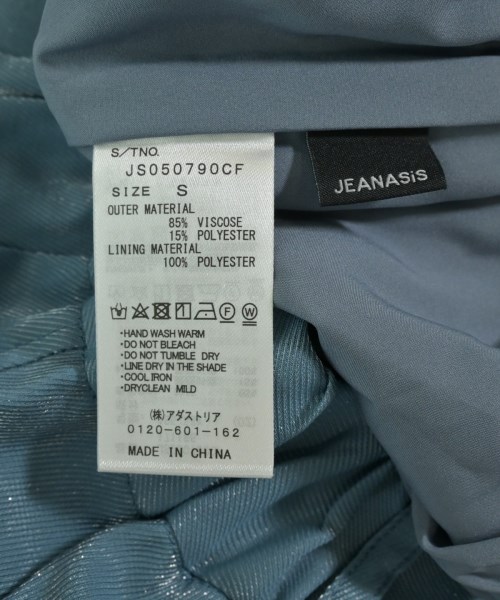 S/TNO.
JS050790CF
SIZE S
OUTER MATERIAL
85% VISCOSE
15% POLYESTER
LINING MATERIAL
100% POLYESTER
F W
・HAND WASH WARM
・DO NOT BLEACH
・DO NOT TUMBLE DRY
・LINE DRY IN THE SHADE
・COOL IRON
・DRYCLEAN MILD
(株)アダストリア
0120-601-162
MADE IN CHINA
JEANASiS